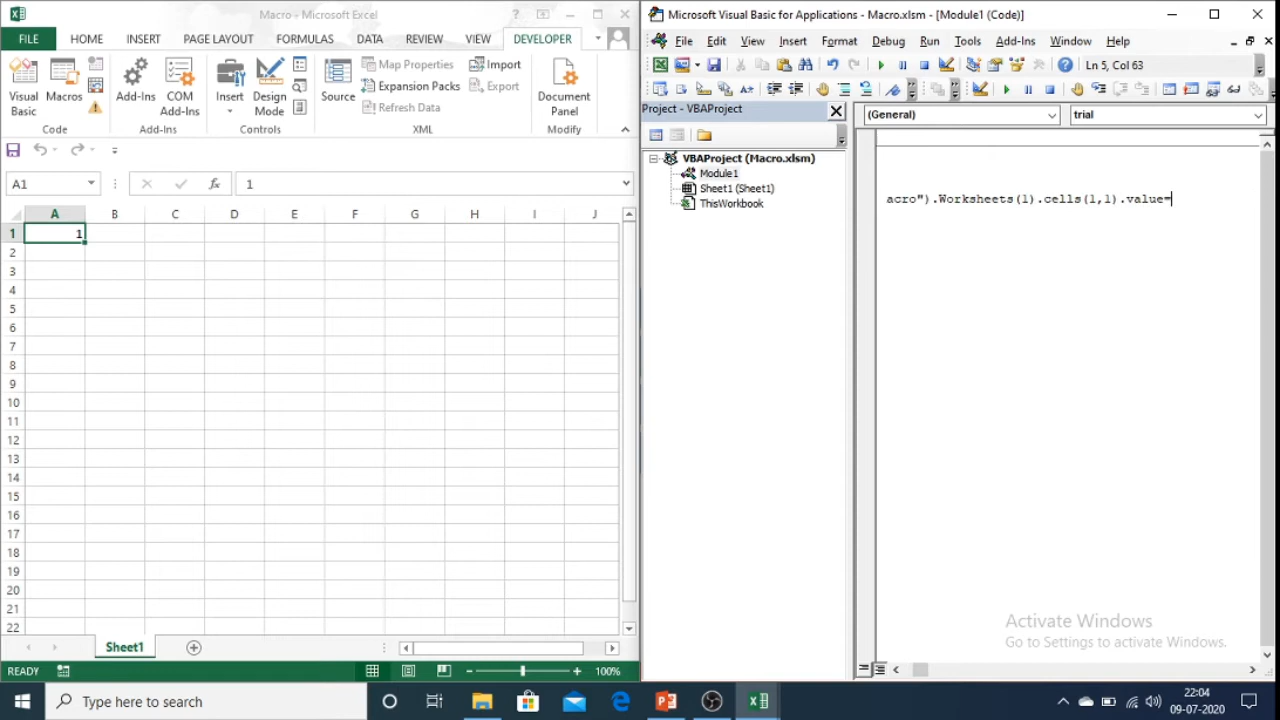 Macro - Microsoft Excel
FILE HOME INSERT PAGE LAYOUT FORMULAS DATA REVIEW VIEW DEVELOPER
Visual Basic
Macros
Add-Ins
COM Add-Ins
Insert
Design Mode
Source
Map Properties
Expansion Packs
Refresh Data
Import
Export
Document Panel
Code Add-Ins Controls XML Modify
A1 fx 1
A B C D E F G H I J
1 1
2
3
4
5
6
7
8
9
10
11
12
13
14
15
16
17
18
19
20
21
22
Sheet1
READY 100%
Microsoft Visual Basic for Applications - Macro.xlsm - [Module1 (Code)]
File Edit View Insert Format Debug Run Tools Add-Ins Window Help
Ln 5, Col 63
Project - VBAProject
VBAProject (Macro.xlsm)
Module1
Sheet1 (Sheet1)
ThisWorkbook
(General) trial
acro").Worksheets(1).cells(1,1).value=
Activate Windows
Go to Settings to activate Windows.
Type here to search
22:04
09-07-2020